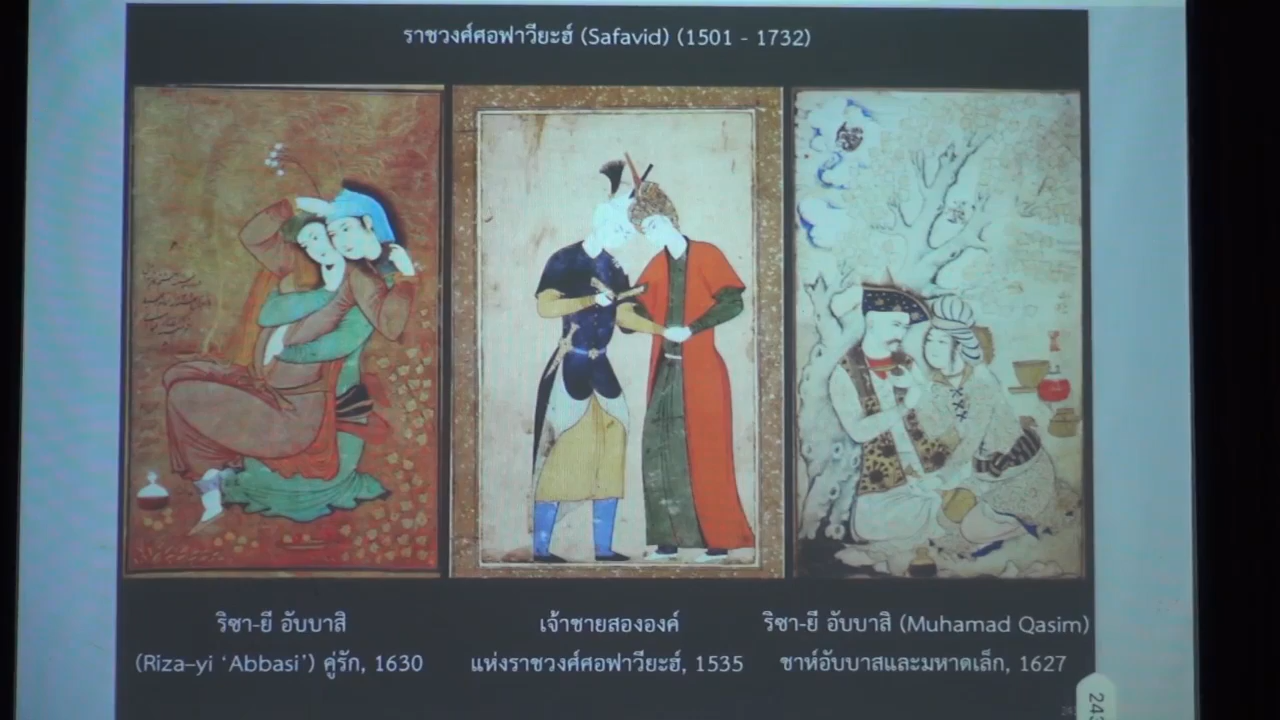 ราชวงศ์ศอฟาวียะฮ์ (Safavid) (1501 - 1732)
ริซา-ยี อับบาสิ
(Riza-yi ‘Abbasi’) คู่รัก, 1630
เจ้าชายสององค์
แห่งราชวงศ์ศอฟาวียะฮ์, 1535
ริซา-ยี อับบาสิ (Muhamad Qasim)
ชาห์อับบาสและมหาดเล็ก, 1627